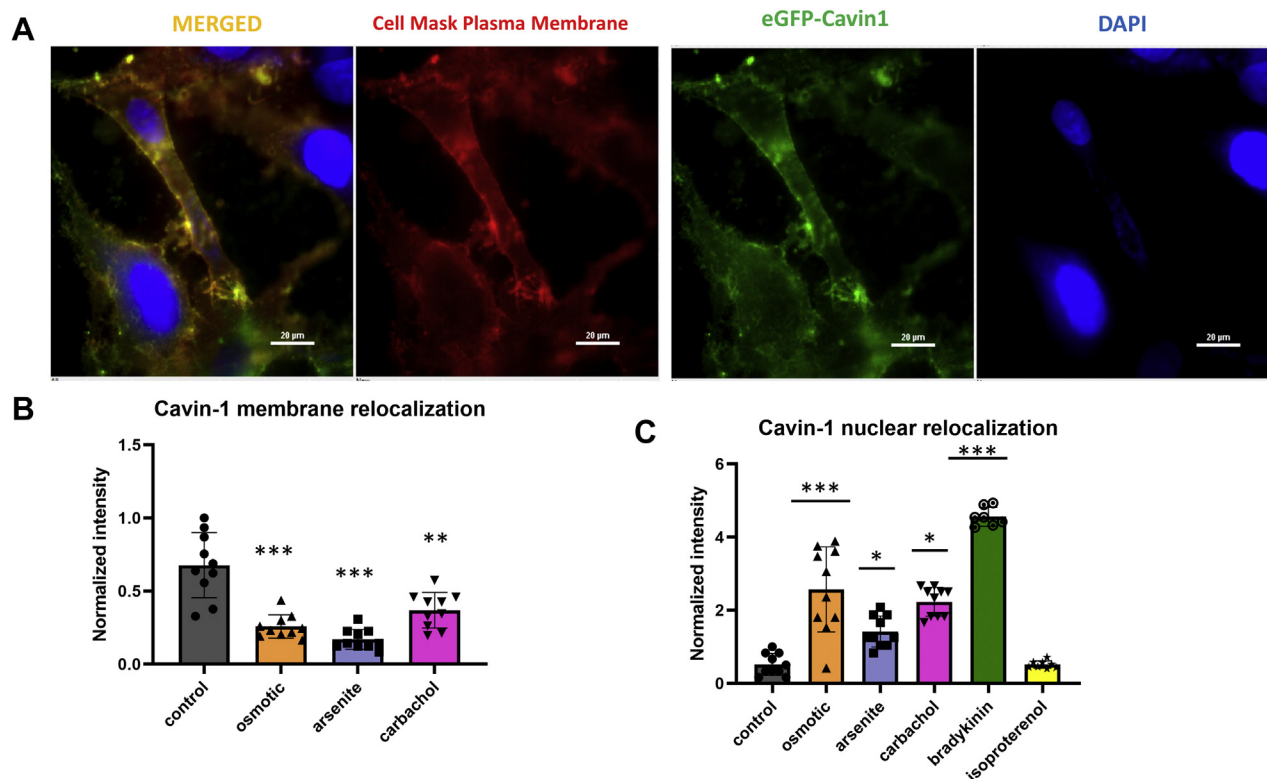 A
MERGED
Cell Mask Plasma Membrane
eGFP-Cavin1
DAPI
20 µm
20 µm
20 µm
20 µm
B
Cavin-1 membrane relocalization
Normalized intensity
1.5
1.0
0.5
0.0
***
***
**
control
osmotic
arsenite
carbachol
C
Cavin-1 nuclear relocalization
Normalized intensity
6
4
2
0
***
*
*
***
control
osmotic
arsenite
carbachol
bradykinin
isoproterenol